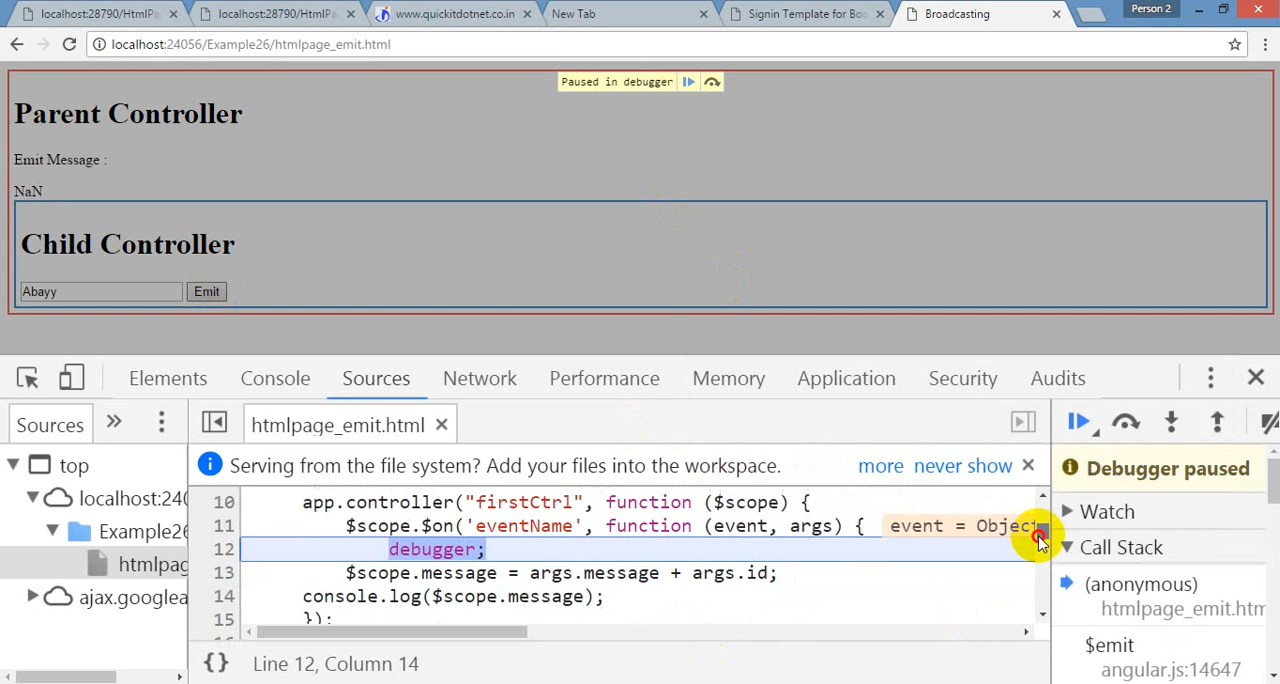 localhost:28790/HtmlPa
localhost:28790/HtmlPa
www.quickitdotnet.co.in
New Tab
Signin Template for Boo
Broadcasting
Person 2
localhost:24056/Example26/htmlpage_emit.html
Paused in debugger
Parent Controller
Emit Message :
NaN
Child Controller
Abayy
Emit
Elements Console Sources Network Performance Memory Application Security Audits
Sources
htmlpage_emit.html
top
localhost:240
Example26
htmlpag
ajax.googlea
Serving from the file system? Add your files into the workspace. more never show
10 app.controller("firstCtrl", function ($scope) {
11 $scope.$on('eventName', function (event, args) { event = Object
12 debugger;
13 $scope.message = args.message + args.id;
14 console.log($scope.message);
15 });
{} Line 12, Column 14
Debugger paused
Watch
Call Stack
(anonymous)
htmlpage_emit.htm
$emit
angular.js:14647